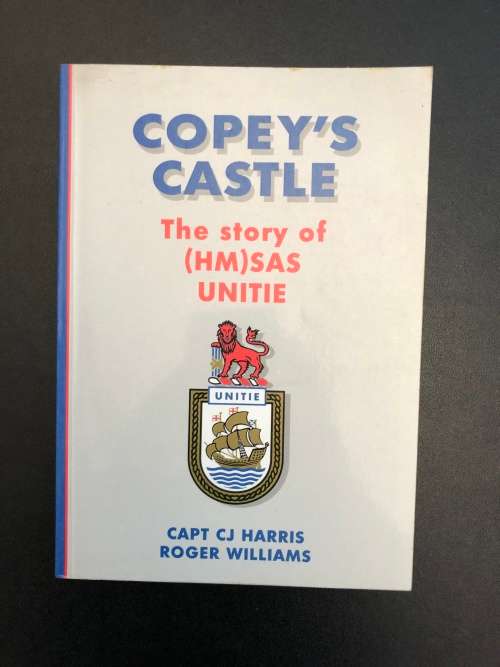 COPEY'S
CASTLE
The story of
(HM)SAS
UNITIE
UNITIE
CAPT CJ HARRIS
ROGER WILLIAMS